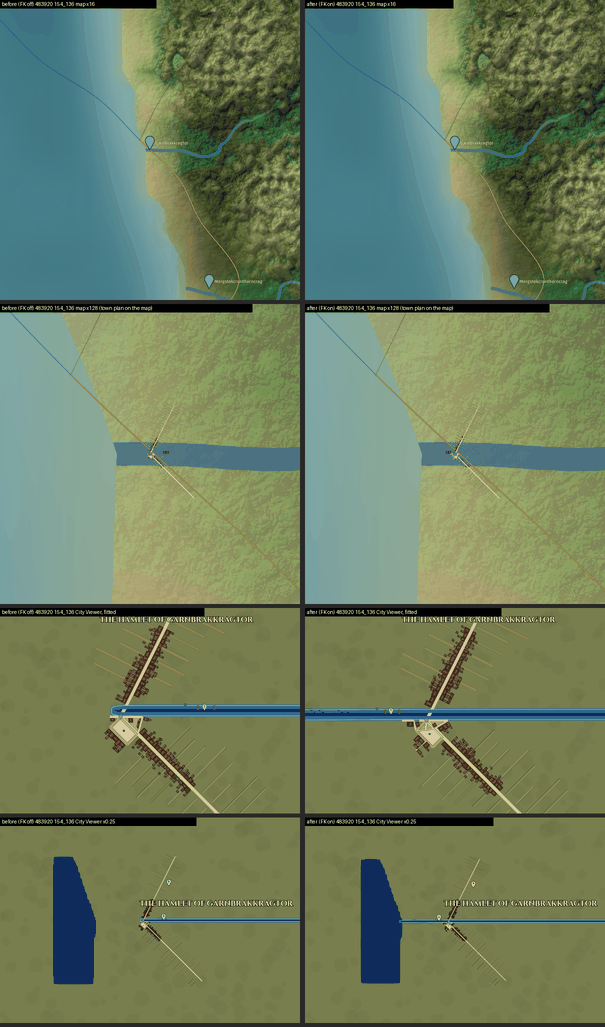 before (FK off) 483920 154_136 map x16
after (FK on) 483920 154_136 map x16
before (FK off) 483920 154_136 map x128 (town plan on the map)
after (FK on) 483920 154_136 map x128 (town plan on the map)
before (FK off) 483920 154_136 City Viewer, fitted
after (FK on) 483920 154_136 City Viewer, fitted
THE HAMLET OF GARNBRAKKRAGTOR
THE HAMLET OF GARNBRAKKRAGTOR
before (FK off) 483920 154_136 City Viewer x0.25
after (FK on) 483920 154_136 City Viewer x0.25
THE HAMLET OF GARNBRAKKRAGTOR
THE HAMLET OF GARNBRAKKRAGTOR